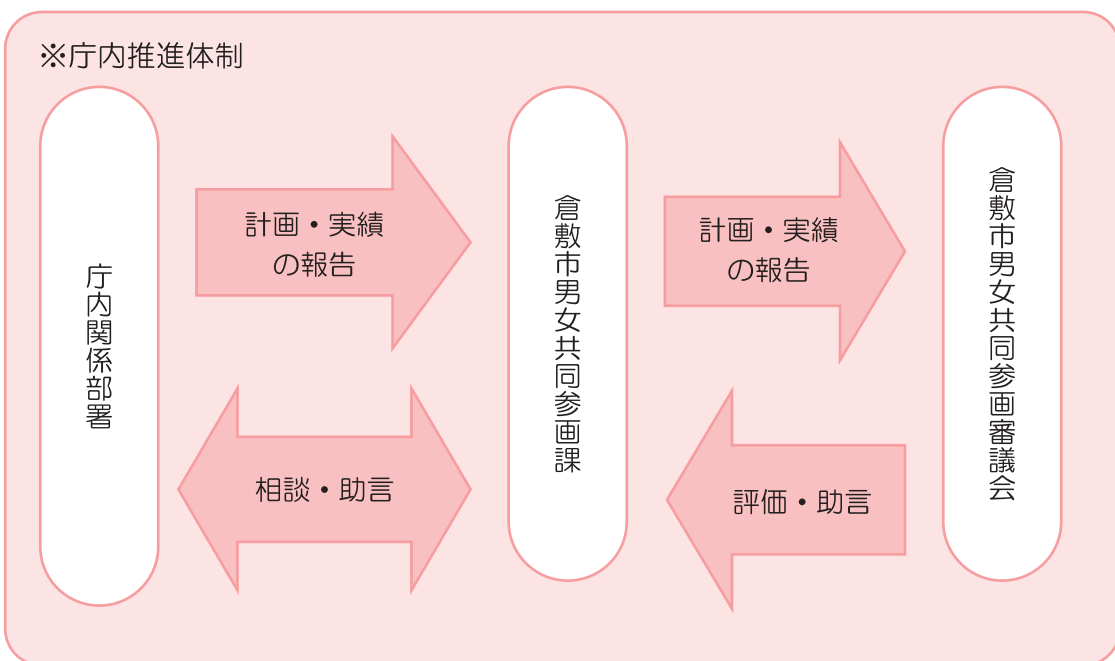 ※庁内推進体制
庁内関係部署
計画・実績
の報告
相談・助言
倉敷市男女共同参画課
計画・実績
の報告
評価・助言
倉敷市男女共同参画審議会